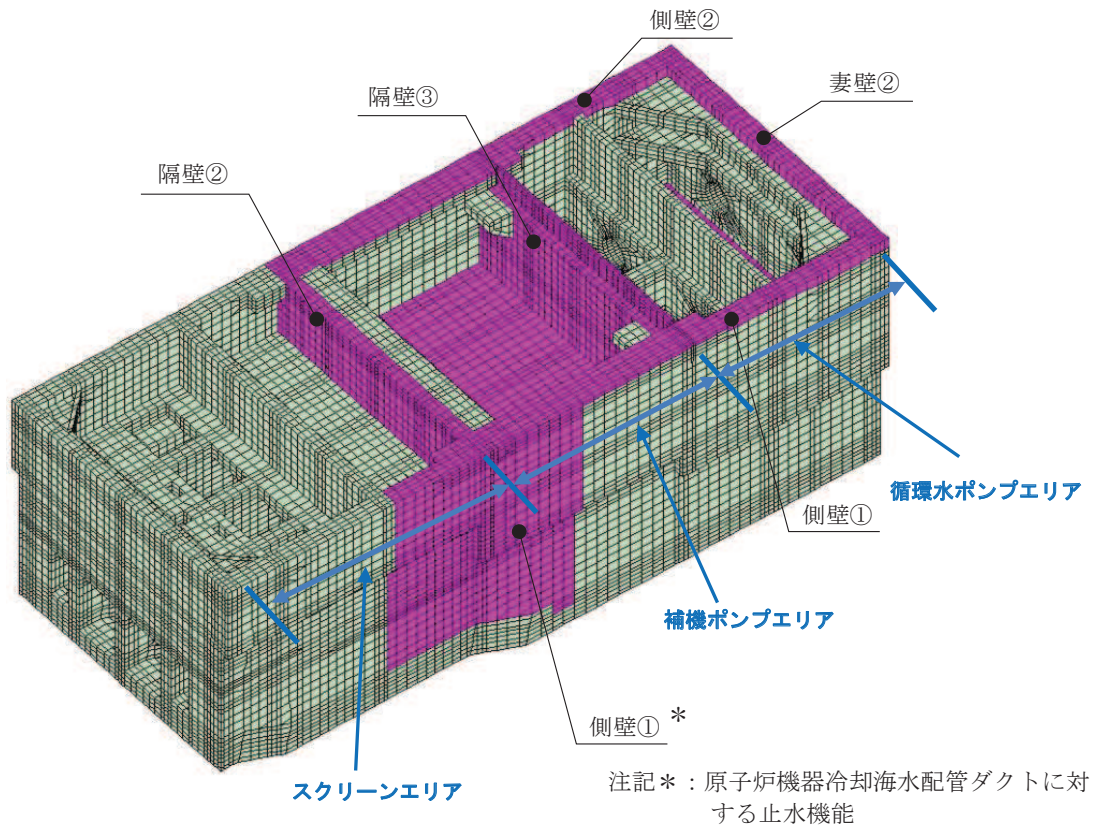 側壁②
妻壁②
隔壁③
隔壁②
循環水ポンプエリア
側壁①
補機ポンプエリア
側壁①＊
スクリーンエリア
注記＊：原子炉機器冷却海水配管ダクトに対
する止水機能